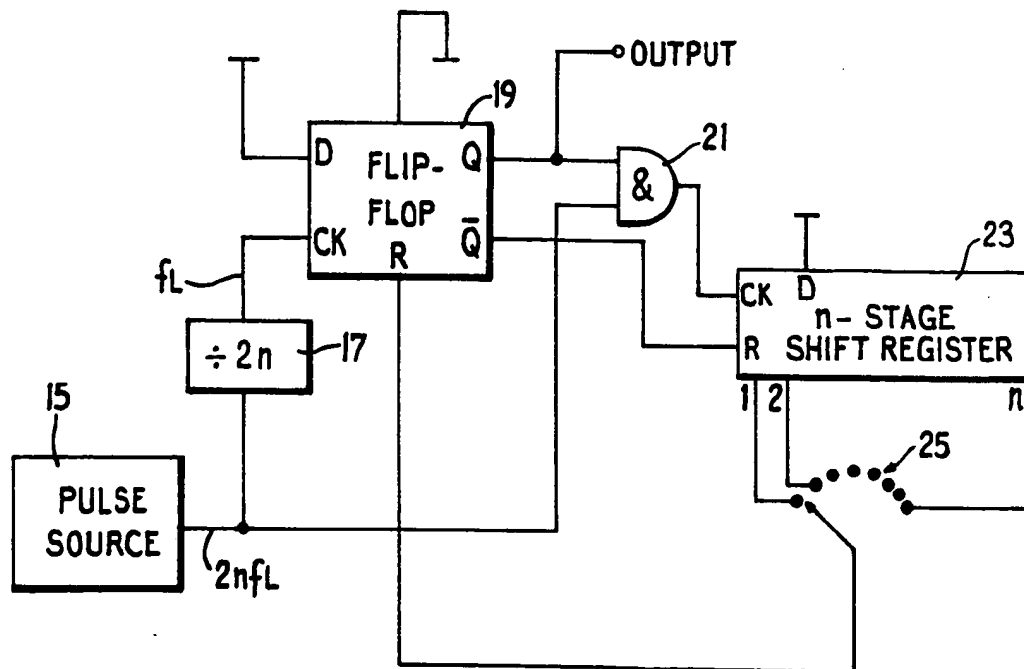 OUTPUT
19
21
D FLIP- Q
&
FLOP
CK Q̅
R
23
fL
CK D
n- STAGE
÷ 2n 17
R SHIFT REGISTER
15
1 2 n
25
PULSE
SOURCE
2nfL